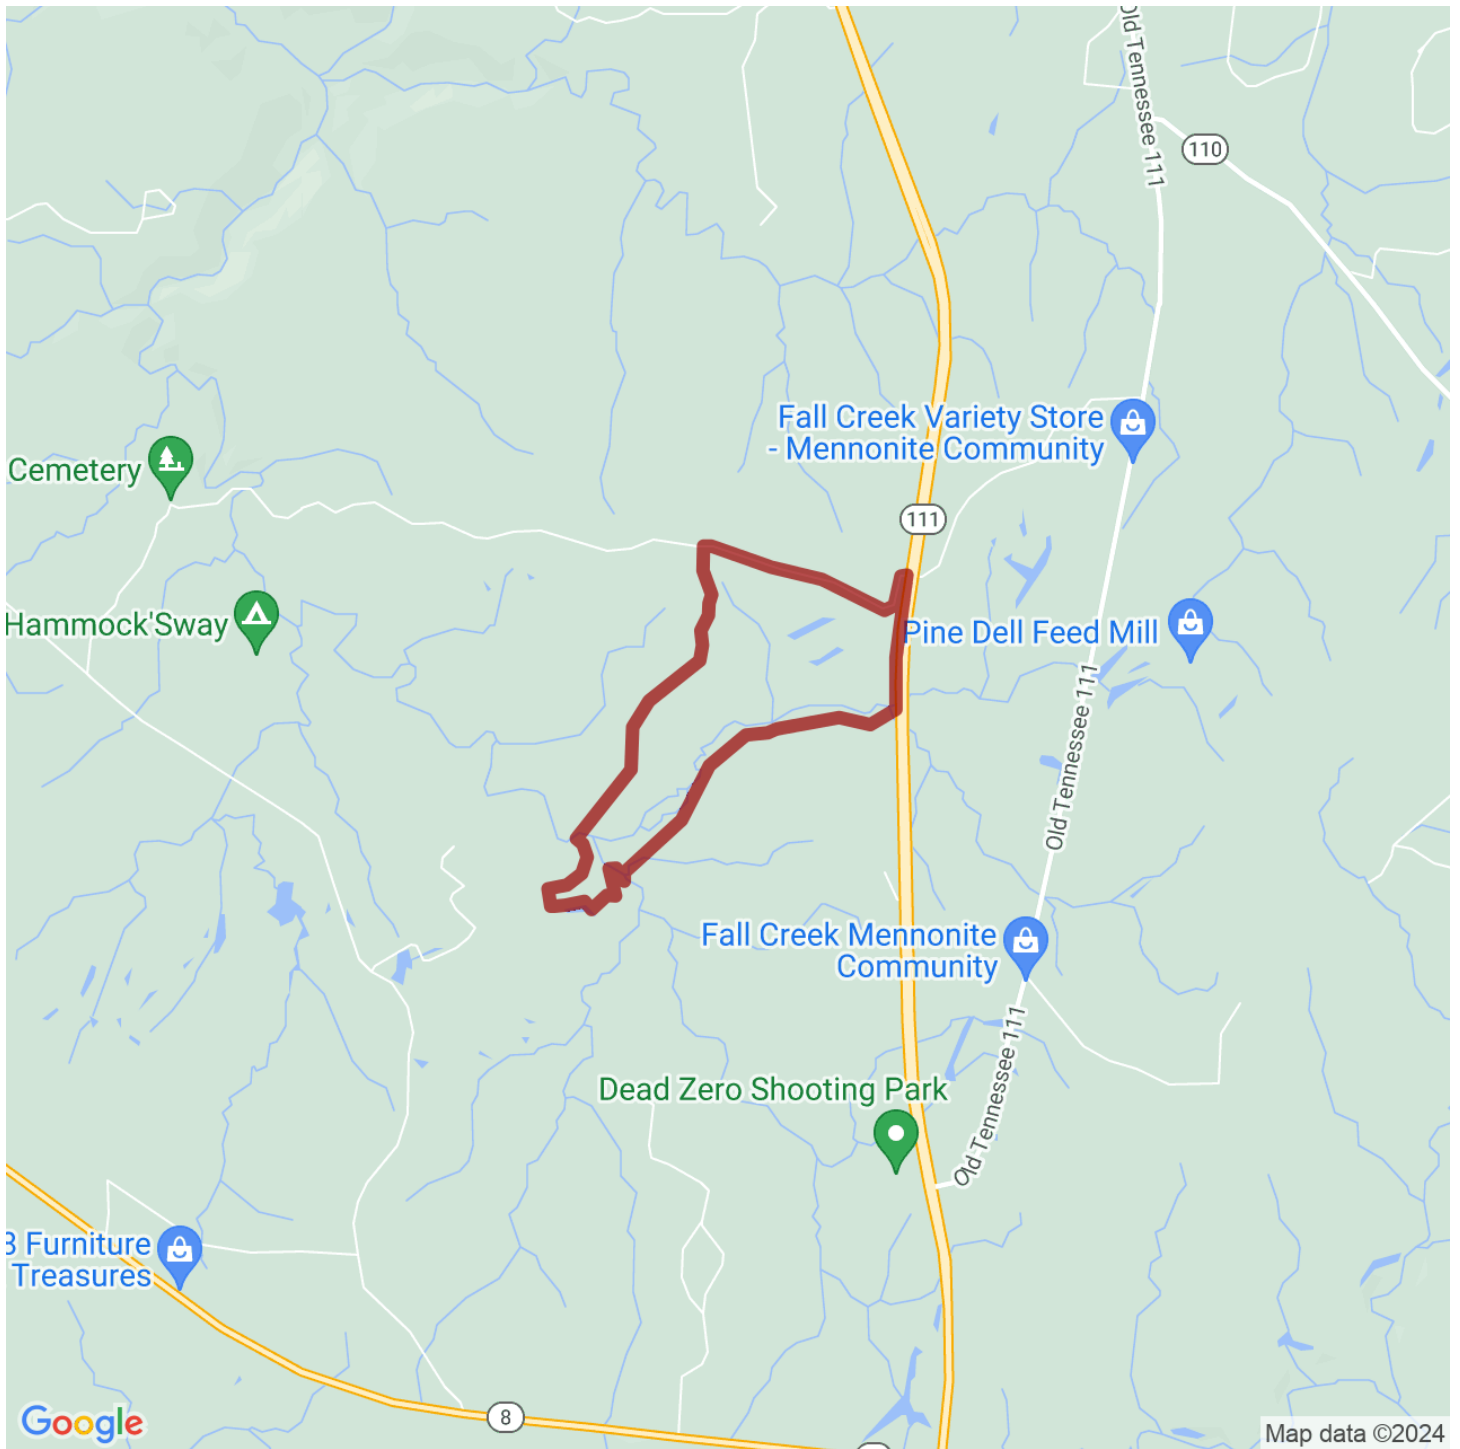 Old Tennessee 111
110
Fall Creek Variety Store
- Mennonite Community
Cemetery
111
Hammock'Sway
Pine Dell Feed Mill
Old Tennessee 111
Fall Creek Mennonite
Community
Old Tennessee 111
Dead Zero Shooting Park
Furniture
Treasures
8
Google
Map data ©2024